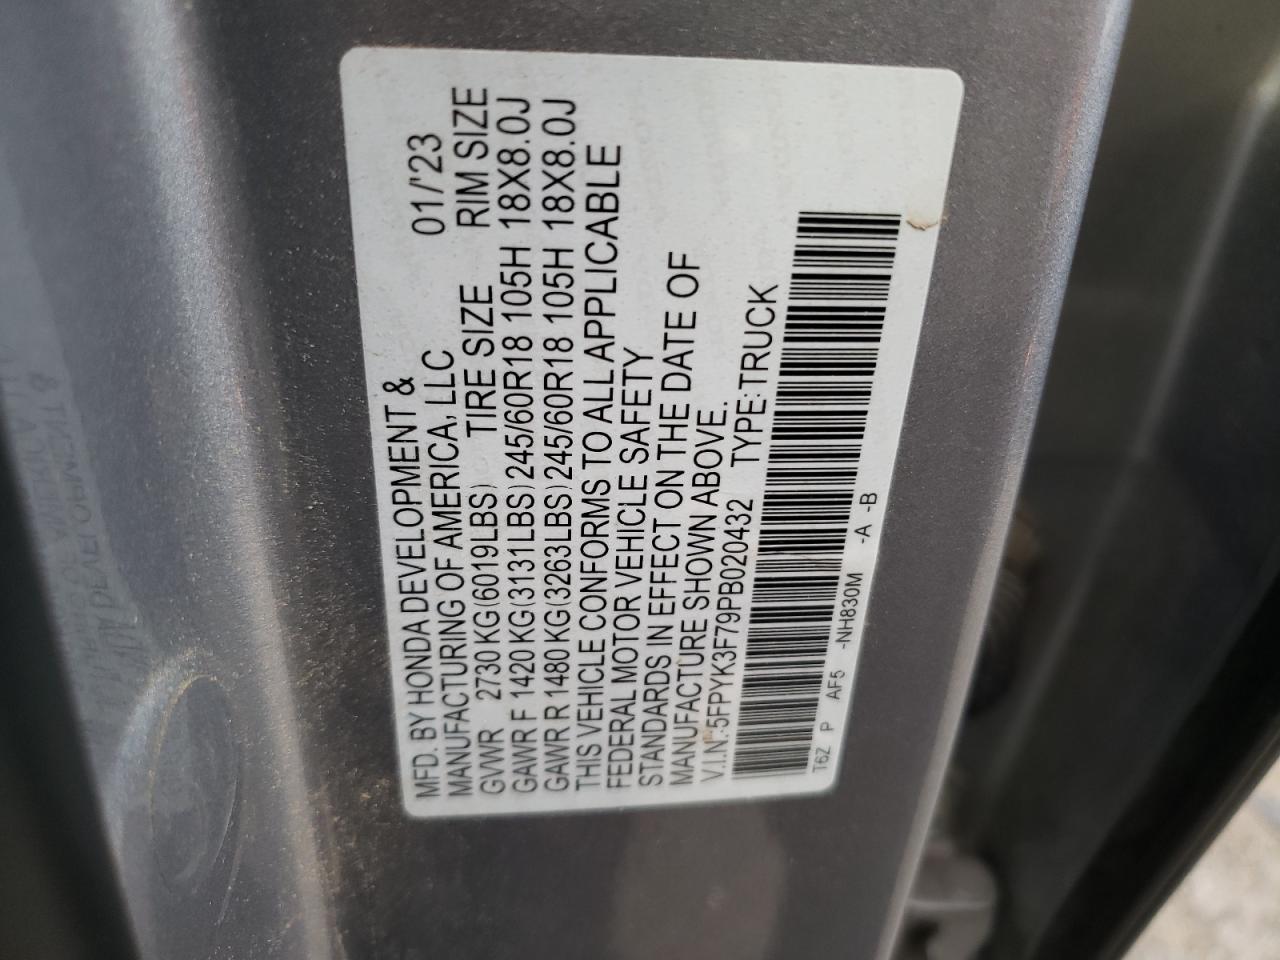 MFD. BY HONDA DEVELOPMENT &
MANUFACTURING OF AMERICA, LLC 01/'23
GVWR 2730 KG (6019LBS) TIRE SIZE RIM SIZE
GAWR F 1420 KG (3131LBS) 245/60R18 105H 18X8.0J
GAWR R 1480 KG (3263LBS) 245/60R18 105H 18X8.0J
THIS VEHICLE CONFORMS TO ALL APPLICABLE
FEDERAL MOTOR VEHICLE SAFETY
STANDARDS IN EFFECT ON THE DATE OF
MANUFACTURE SHOWN ABOVE.
V.I.N.: 5FPYK3F79PB020432 TYPE: TRUCK
T6Z P AF5 -NH830M -A -B